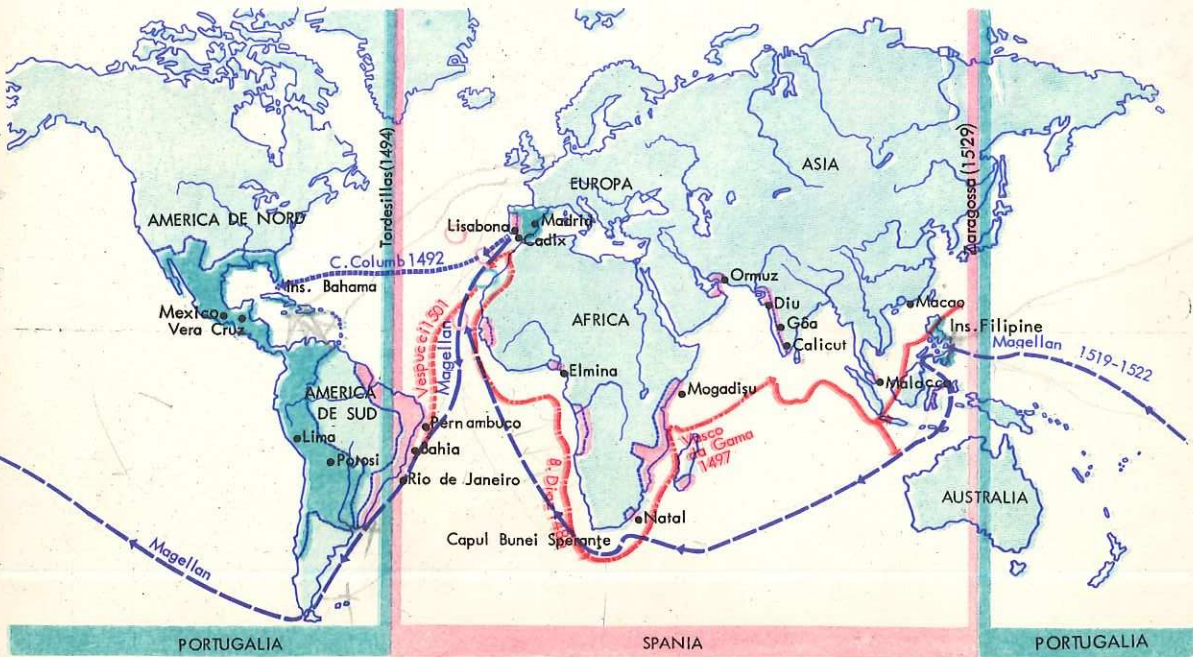 AMERICA DE NORD
Tordesillas(1494)
EUROPA
ASIA
Zaragossa (1529)
Lisabona
Madrid
Cadix
C.Columb 1492
Ins. Bahama
Mexico
Vera Cruz
Ormuz
Diu
Goa
Calicut
Macao
Ins.Filipine
Magellan 1519-1522
AFRICA
Vespucci 1501
Magellan
Elmina
Mogadişu
Malacca
AMERICA
DE SUD
Lima
Potosi
Pernambuco
Bahia
Rio de Janeiro
Vasco
da Gama
1497
B. Diaz
AUSTRALIA
Natal
Capul Bunei Speranțe
Magellan
PORTUGALIA
SPANIA
PORTUGALIA